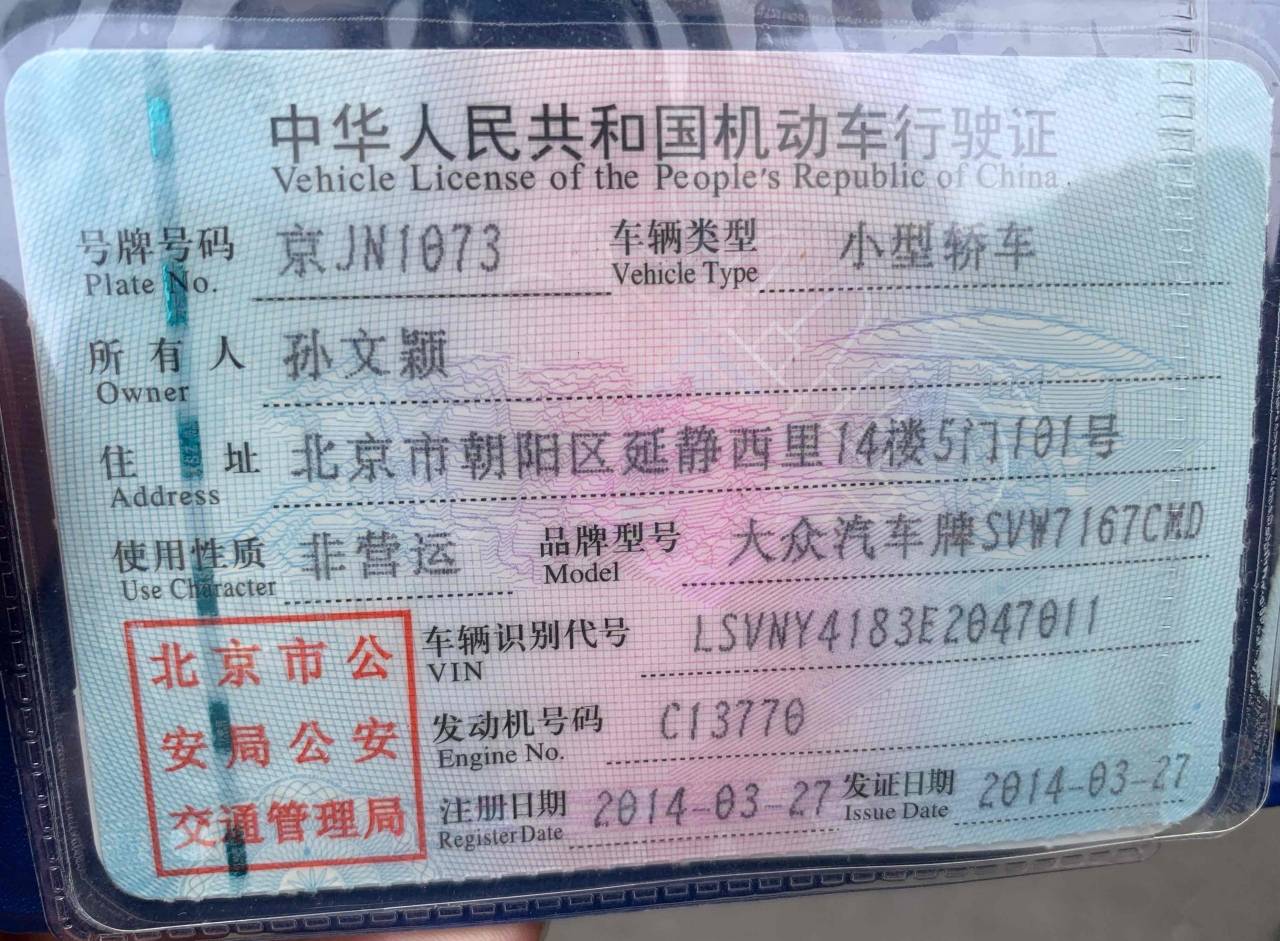 中华人民共和国机动车行驶证
Vehicle License of the People's Republic of China
号牌号码 京JN1073 车辆类型 小型轿车
Plate No. Vehicle Type
所有人 孙文颖
Owner
住址 北京市朝阳区延静西里14楼5门101号
Address
使用性质 非营运 品牌型号 大众汽车牌SVW7167CMD
Use Character Model
北京市公安局公安交通管理局
车辆识别代号 LSVNY4183E2047011
VIN
发动机号码 C13770
Engine No.
注册日期 2014-03-27 发证日期 2014-03-27
Register Date Issue Date